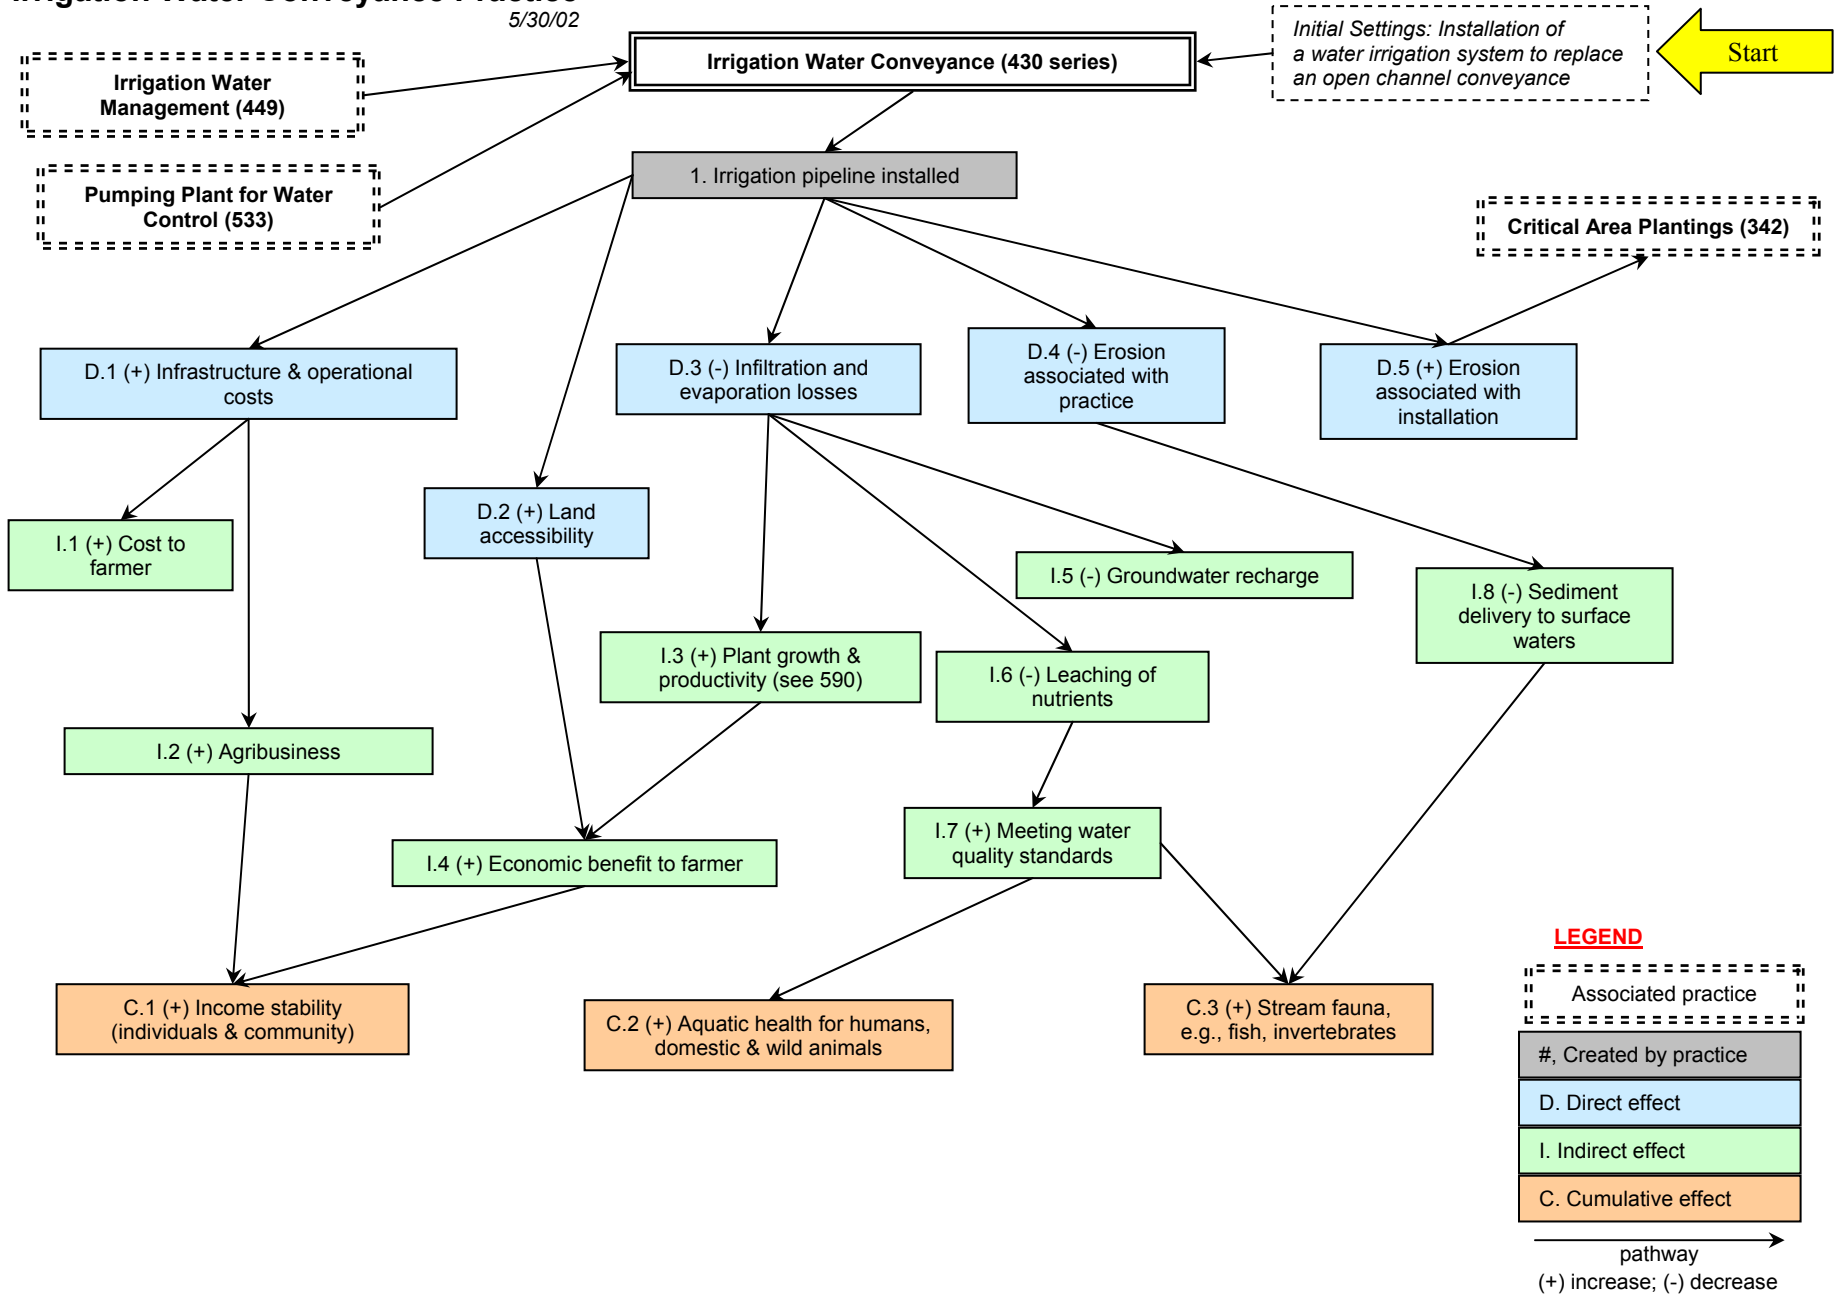 Irrigation Water Conveyance Practice
5/30/02
Irrigation Water
Management (449)
Irrigation Water Conveyance (430 series)
Initial Settings: Installation of
a water irrigation system to replace
an open channel conveyance
Start
Pumping Plant for Water
Control (533)
1. Irrigation pipeline installed
Critical Area Plantings (342)
D.1 (+) Infrastructure & operational
costs
D.3 (-) Infiltration and
evaporation losses
D.4 (-) Erosion
associated with
practice
D.5 (+) Erosion
associated with
installation
I.1 (+) Cost to
farmer
D.2 (+) Land
accessibility
I.5 (-) Groundwater recharge
I.8 (-) Sediment
delivery to surface
waters
I.3 (+) Plant growth &
productivity (see 590)
I.6 (-) Leaching of
nutrients
I.2 (+) Agribusiness
I.4 (+) Economic benefit to farmer
I.7 (+) Meeting water
quality standards
C.1 (+) Income stability
(individuals & community)
C.2 (+) Aquatic health for humans,
domestic & wild animals
C.3 (+) Stream fauna,
e.g., fish, invertebrates
LEGEND
Associated practice
#, Created by practice
D. Direct effect
I. Indirect effect
C. Cumulative effect
pathway
(+) increase; (-) decrease